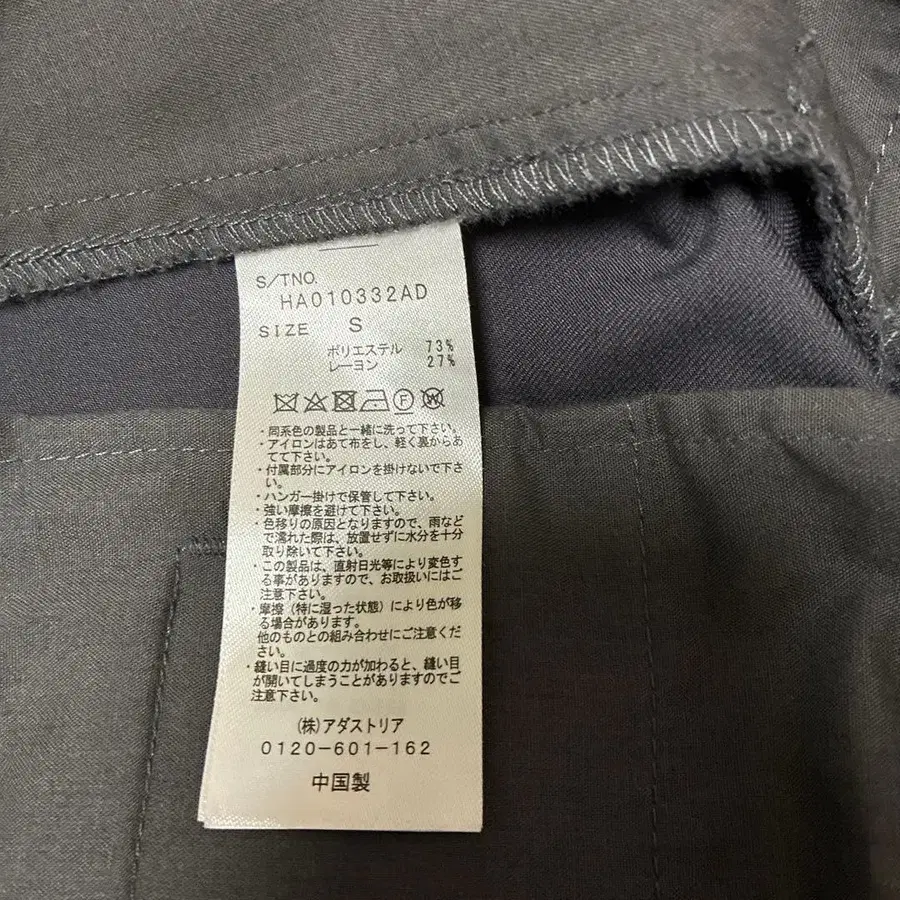 S/TNO.
HA010332AD
SIZE S
ポリエステル 73%
レーヨン 27%
・同系色の製品と一緒に洗って下さい。
・アイロンはあて布をし、軽く裏からあ
てて下さい。
・付属部分にアイロンを掛けないで下さ
い。
・ハンガー掛けで保管して下さい。
・強い摩擦を避けて下さい。
・色移りの原因となりますので、雨など
で濡れた際は、放置せずに水分を十分
取り除いて下さい。
・この製品は、直射日光等により変色す
る事がありますので、お取扱いにはご
注意下さい。
・摩擦（特に湿った状態）により色が移
る場合があります。
他のものとの組み合わせにご注意くだ
さい。
・縫い目に過度の力が加わると、縫い目
が開いてしまうことがありますのでご
注意下さい。
(株)アダストリア
0120-601-162
中国製